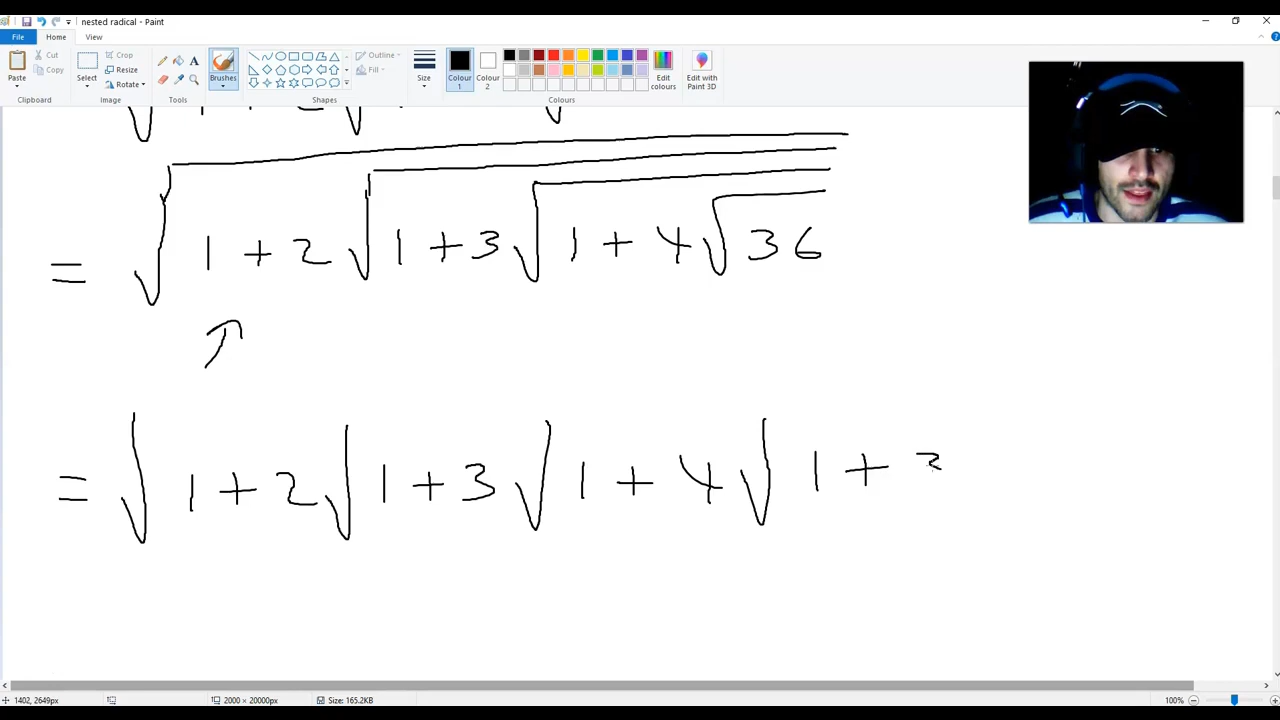 nested radical - Paint
File Home View
Cut
Copy
Paste
Clipboard
Crop
Resize
Rotate
Select
Image
Tools
Brushes
Outline
Fill
Shapes
Size
Colour 1
Colour 2
Edit colours
Colours
Edit with Paint 3D
= √1 + 2√1 + 3√1 + 4√36
= √1 + 2√1 + 3√1 + 4√1 + 3
1402, 2649px
2000 × 20000px
Size: 165.2KB
100%